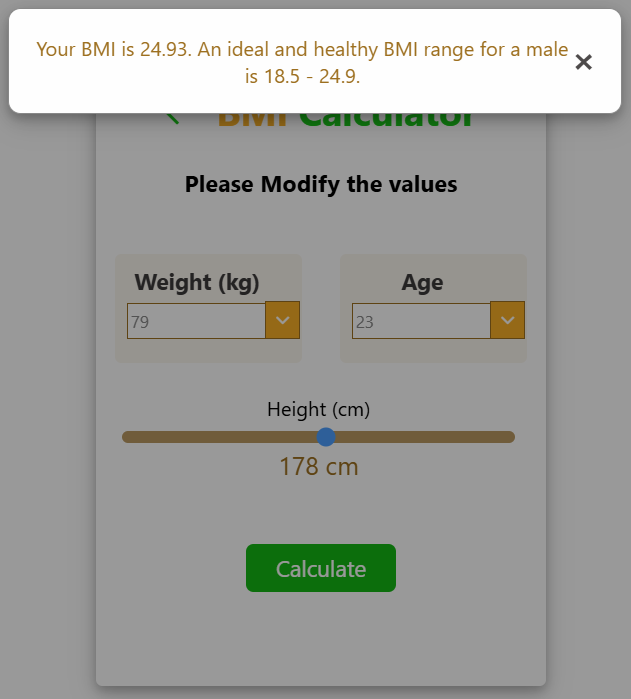 Your BMI is 24.93. An ideal and healthy BMI range for a male
is 18.5 - 24.9.
BMI Calculator
Please Modify the values
Weight (kg)
Age
79
23
Height (cm)
178 cm
Calculate